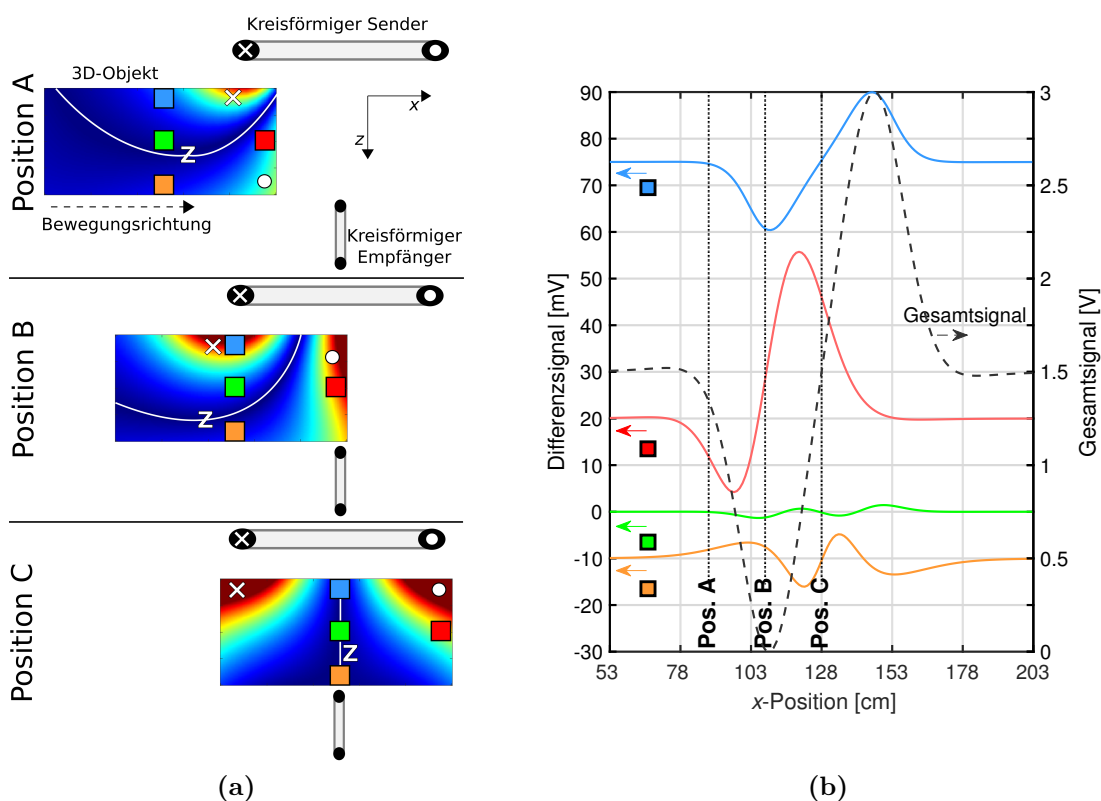 Kreisförmiger Sender
Position A
3D-Objekt
x
z
Z
Bewegungsrichtung
Kreisförmiger
Empfänger
Position B
Z
Position C
Z
(a)
Differenzsignal [mV]
90
80
70
60
50
40
30
20
10
0
-10
-20
-30
3
2.5
2
1.5
1
0.5
0
Gesamtsignal [V]
Gesamtsignal
Pos. A
Pos. B
Pos. C
53
78
103
128
153
178
203
x-Position [cm]
(b)